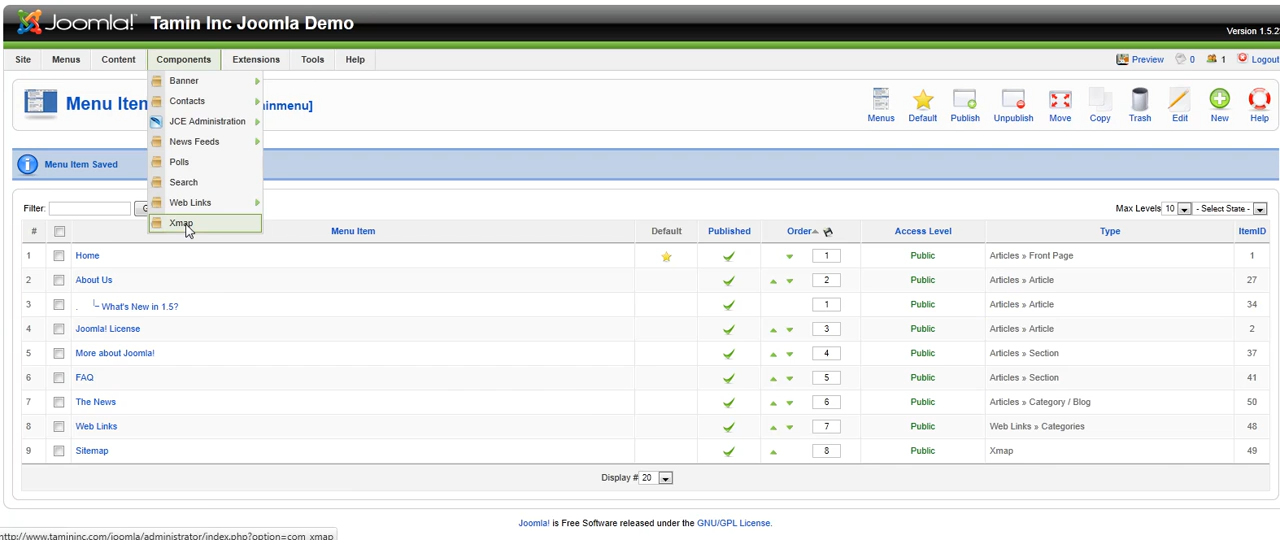 Joomla! Tamin Inc Joomla Demo
Version 1.5.2
Site Menus Content Components Extensions Tools Help Preview 0 1 Logout
Banner
Contacts
JCE Administration
News Feeds
Polls
Search
Web Links
Xmap
Menu Item ainmenu]
Menus Default Publish Unpublish Move Copy Trash Edit New Help
Menu Item Saved
Filter: G Max Levels 10 - Select State -
# Menu Item Default Published Order Access Level Type ItemID
1 Home 1 Public Articles » Front Page 1
2 About Us 2 Public Articles » Article 27
3 . What's New in 1.5? 1 Public Articles » Article 34
4 Joomla! License 3 Public Articles » Article 2
5 More about Joomla! 4 Public Articles » Section 37
6 FAQ 5 Public Articles » Section 41
7 The News 6 Public Articles » Category / Blog 50
8 Web Links 7 Public Web Links » Categories 48
9 Sitemap 8 Public Xmap 49
Display # 20
Joomla! is Free Software released under the GNU/GPL License.
http://www.tamininc.com/joomla/administrator/index.php?option=com_xmap